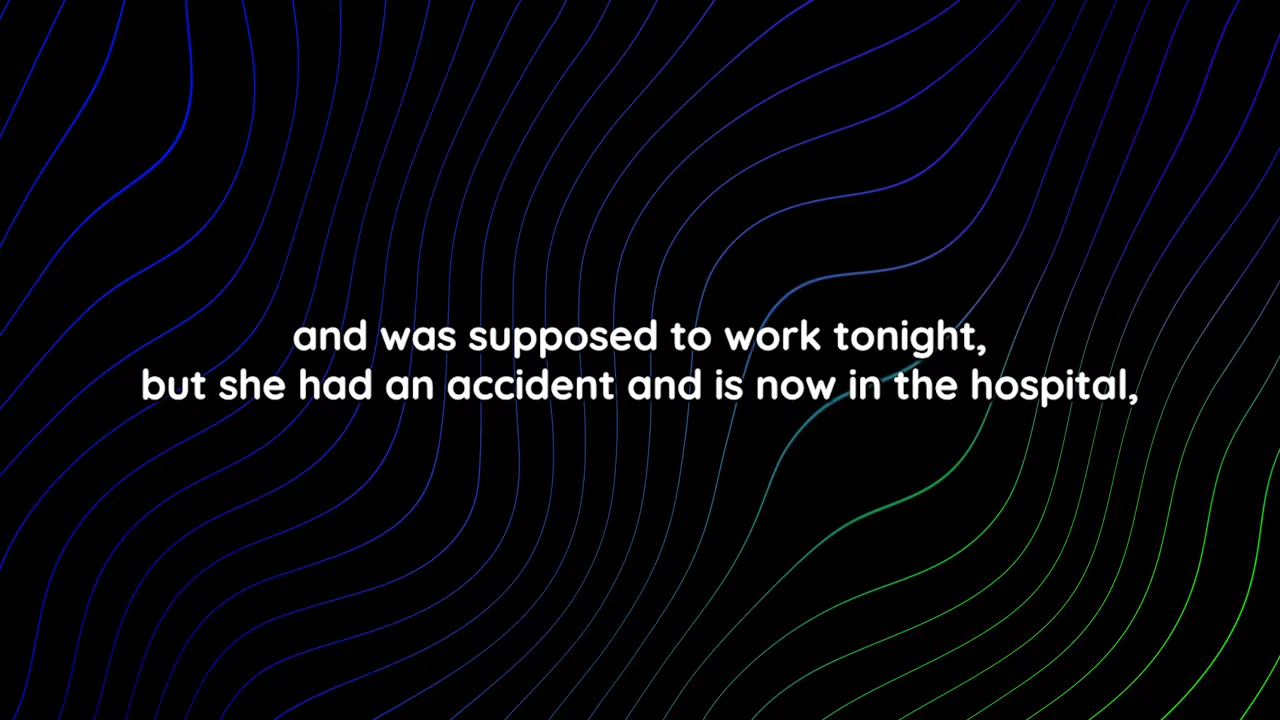 and was supposed to work tonight,
but she had an accident and is now in the hospital,